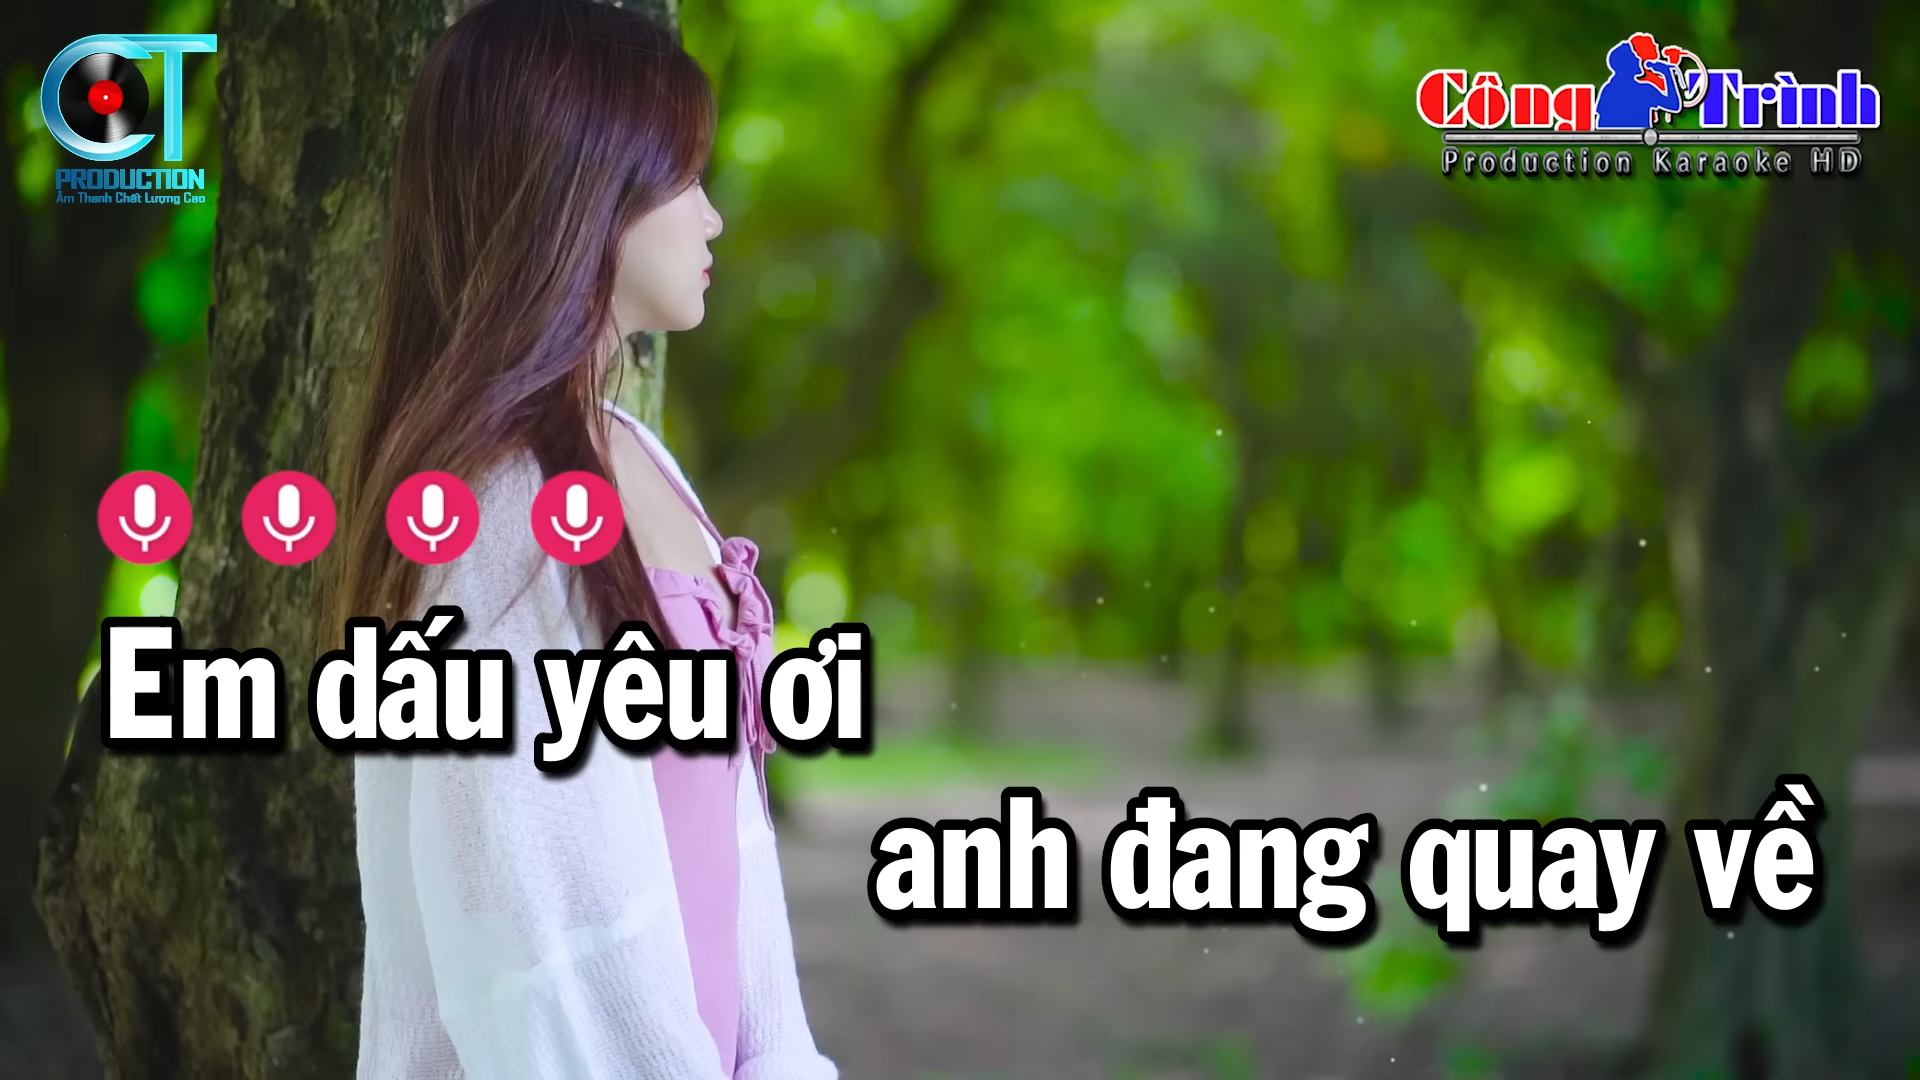 CT
PRODUCTION
Âm Thanh Chất Lượng Cao
Công Trình
Production Karaoke HD
Em dấu yêu ơi
anh đang quay về